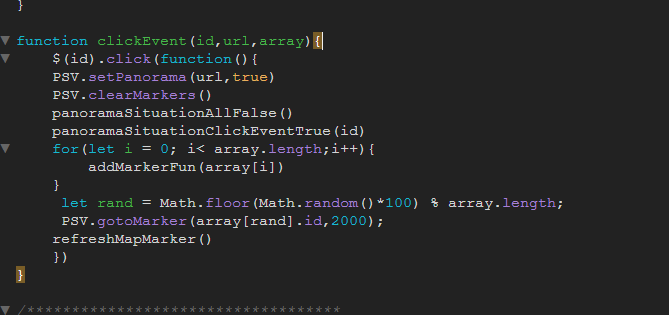 }
function clickEvent(id,url,array){
$(id).click(function(){
PSV.setPanorama(url,true)
PSV.clearMarkers()
panoramaSituationAllFalse()
panoramaSituationClickEventTrue(id)
for(let i = 0; i< array.length;i++){
addMarkerFun(array[i])
}
let rand = Math.floor(Math.random()*100) % array.length;
PSV.gotoMarker(array[rand].id,2000);
refreshMapMarker()
})
}
/***********************************